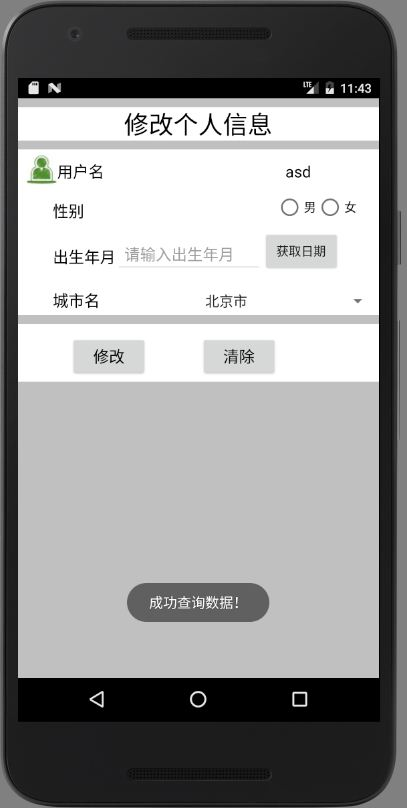 LTE 11:43
修改个人信息
用户名 asd
性别 男 女
出生年月 请输入出生年月 获取日期
城市名 北京市
修改 清除
成功查询数据！